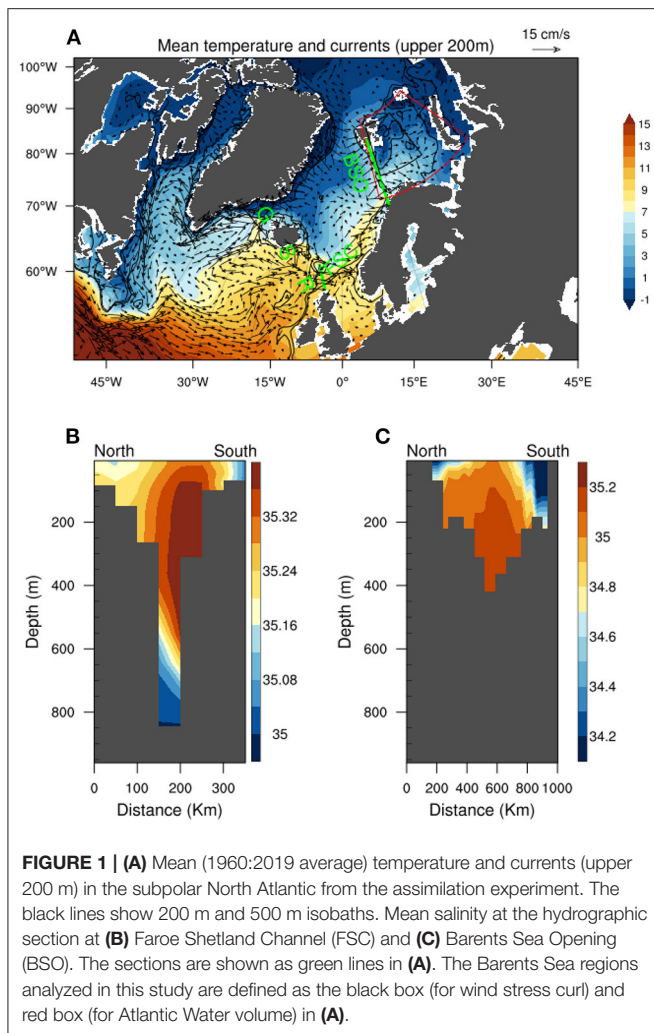 A
Mean temperature and currents (upper 200m)
15 cm/s
100°W
90°W
80°W
70°W
60°W
45°W
30°W
15°W
0°
15°E
30°E
45°E
15
13
11
9
7
5
3
1
-1
BSO
FSC
B
North
South
200
400
600
800
Depth (m)
0
100
200
300
Distance (Km)
35.32
35.24
35.16
35.08
35
C
North
South
200
400
600
800
Depth (m)
0
200
400
600
800
1000
Distance (Km)
35.2
35
34.8
34.6
34.4
34.2
FIGURE 1 | (A) Mean (1960:2019 average) temperature and currents (upper
200 m) in the subpolar North Atlantic from the assimilation experiment. The
black lines show 200 m and 500 m isobaths. Mean salinity at the hydrographic
section at (B) Faroe Shetland Channel (FSC) and (C) Barents Sea Opening
(BSO). The sections are shown as green lines in (A). The Barents Sea regions
analyzed in this study are defined as the black box (for wind stress curl) and
red box (for Atlantic Water volume) in (A).